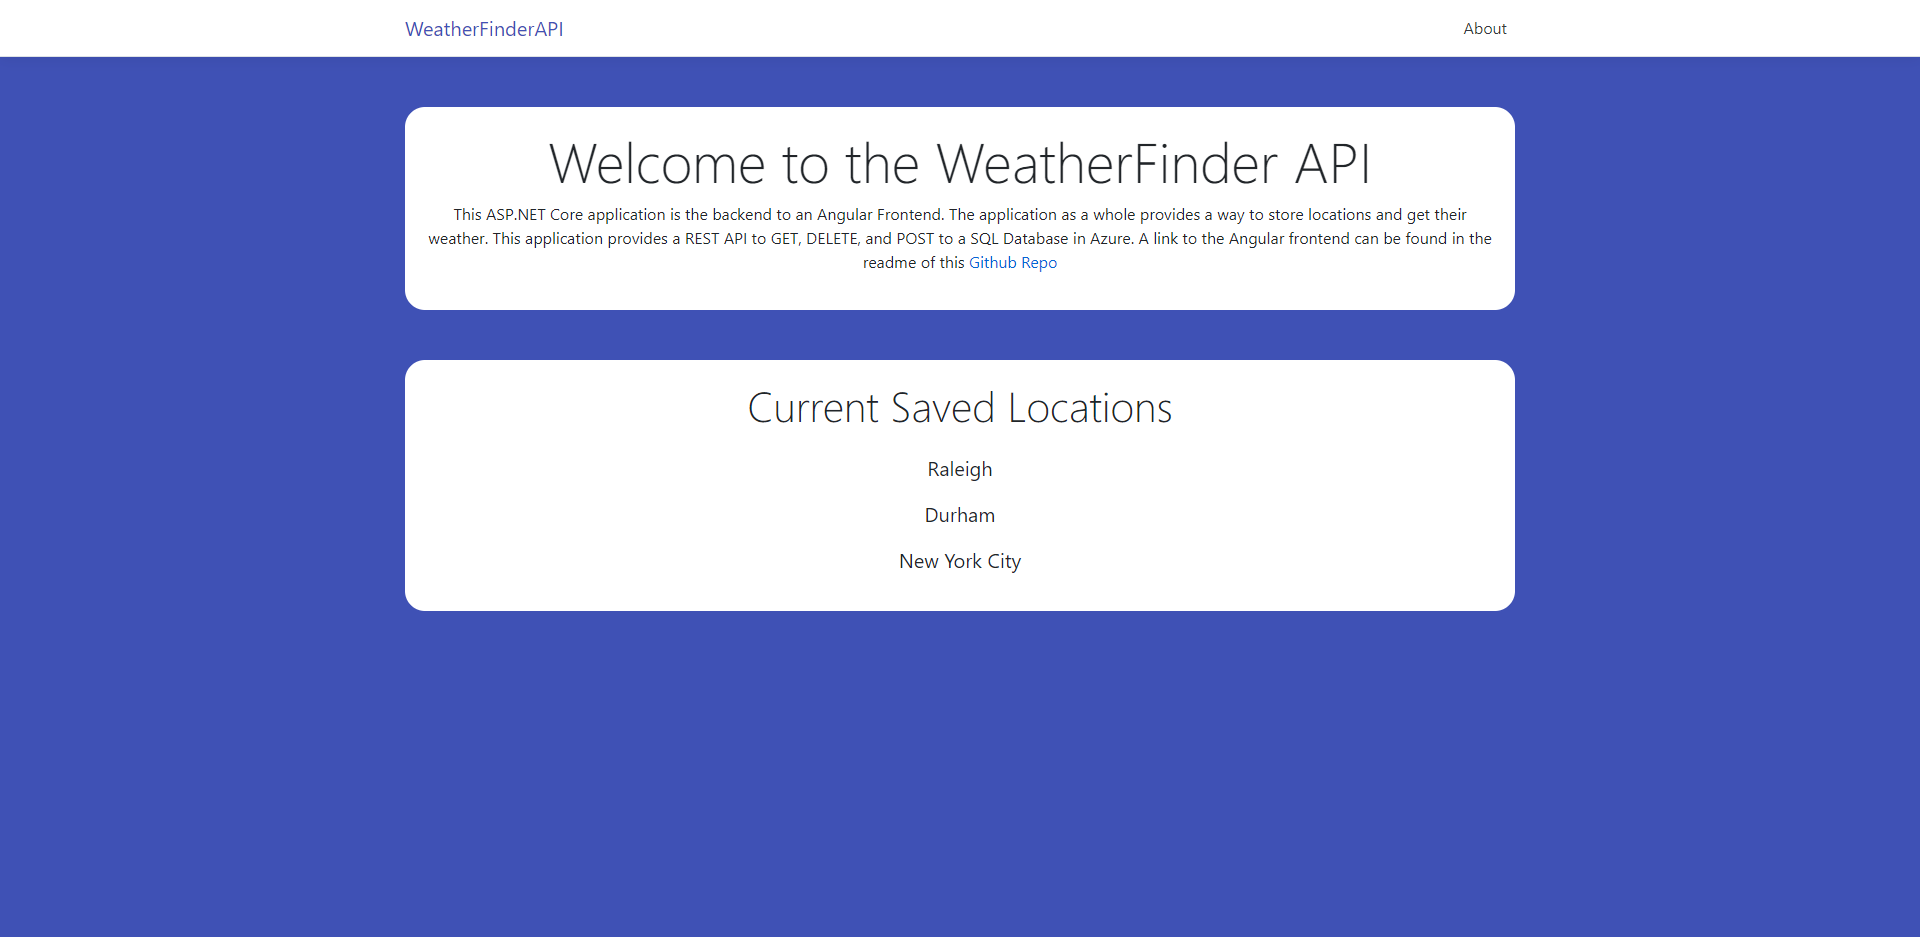 WeatherFinderAPI
About
Welcome to the WeatherFinder API
This ASP.NET Core application is the backend to an Angular Frontend. The application as a whole provides a way to store locations and get their
weather. This application provides a REST API to GET, DELETE, and POST to a SQL Database in Azure. A link to the Angular frontend can be found in the
readme of this Github Repo
Current Saved Locations
Raleigh
Durham
New York City